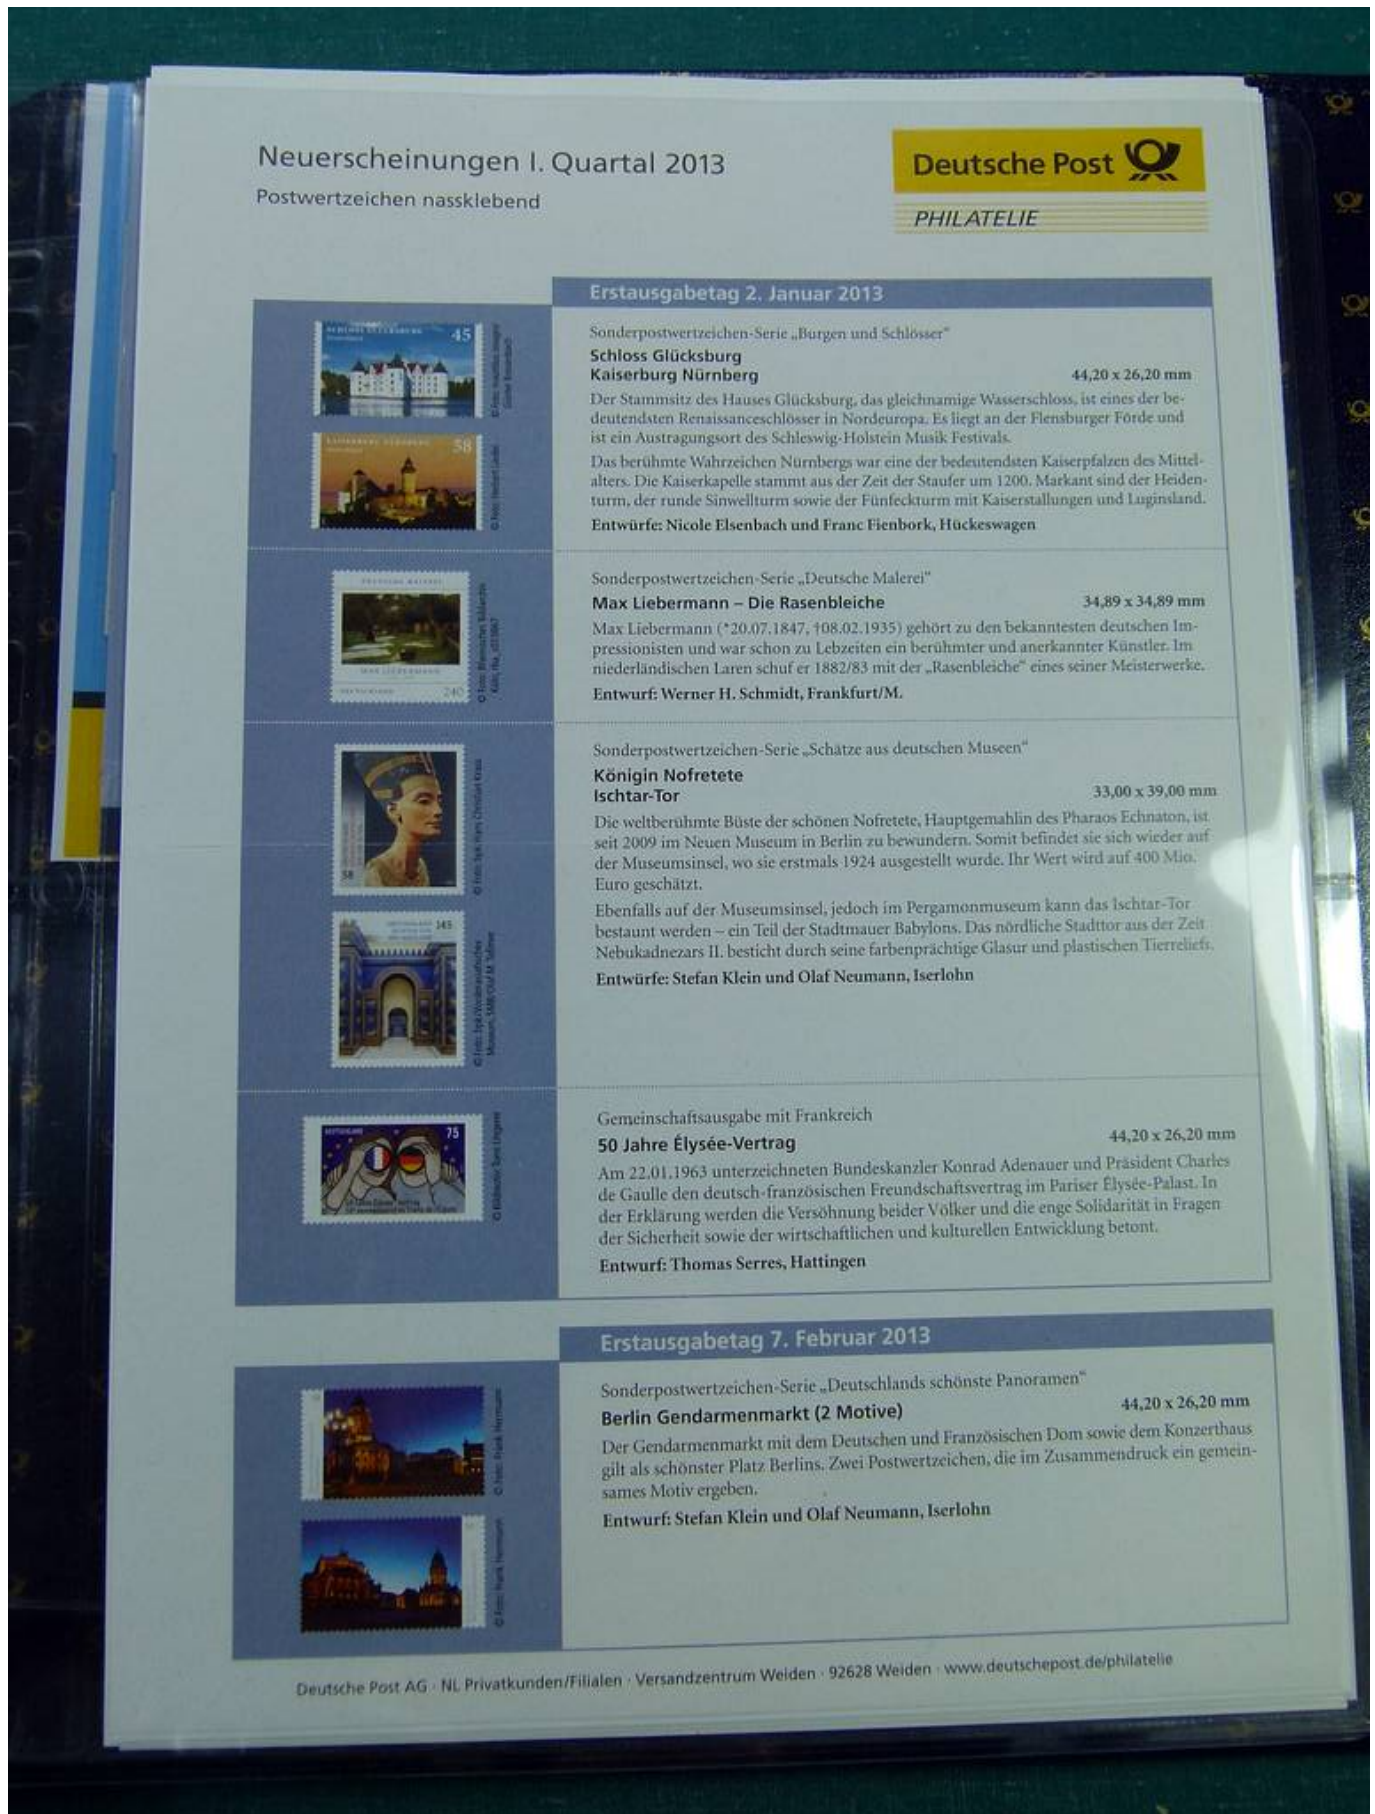 Neuerscheinungen I. Quartal 2013
Postwertzeichen nassklebend
Deutsche Post
PHILATELIE
Erstausgabetag 2. Januar 2013
45
58
Sonderpostwertzeichen-Serie „Burgen und Schlösser“
Schloss Glücksburg
Kaiserburg Nürnberg
44,20 x 26,20 mm
Der Stammsitz des Hauses Glücksburg, das gleichnamige Wasserschloss, ist eines der be-
deutendsten Renaissanceschlösser in Nordeuropa. Es liegt an der Flensburger Förde und
ist ein Austragungsort des Schleswig-Holstein Musik Festivals.
Das berühmte Wahrzeichen Nürnbergs war eine der bedeutendsten Kaiserpfalzen des Mittel-
alters. Die Kaiserkapelle stammt aus der Zeit der Staufer um 1200. Markant sind der Heiden-
turm, der runde Sinwellturm sowie der Fünfeckturm mit Kaiserstallungen und Luginsland.
Entwürfe: Nicole Elsenbach und Franc Fienbork, Hückeswagen
MAX LIEBERMANN
240
Sonderpostwertzeichen-Serie „Deutsche Malerei“
Max Liebermann – Die Rasenbleiche
34,89 x 34,89 mm
Max Liebermann (*20.07.1847, †08.02.1935) gehört zu den bekanntesten deutschen Im-
pressionisten und war schon zu Lebzeiten ein berühmter und anerkannter Künstler. Im
niederländischen Laren schuf er 1882/83 mit der „Rasenbleiche“ eines seiner Meisterwerke.
Entwurf: Werner H. Schmidt, Frankfurt/M.
58
145
Sonderpostwertzeichen-Serie „Schätze aus deutschen Museen“
Königin Nofretete
Ischtar-Tor
33,00 x 39,00 mm
Die weltberühmte Büste der schönen Nofretete, Hauptgemahlin des Pharaos Echnaton, ist
seit 2009 im Neuen Museum in Berlin zu bewundern. Somit befindet sie sich wieder auf
der Museumsinsel, wo sie erstmals 1924 ausgestellt wurde. Ihr Wert wird auf 400 Mio.
Euro geschätzt.
Ebenfalls auf der Museumsinsel, jedoch im Pergamonmuseum kann das Ischtar-Tor
bestaunt werden – ein Teil der Stadtmauer Babylons. Das nördliche Stadttor aus der Zeit
Nebukadnezars II. besticht durch seine farbenprächtige Glasur und plastischen Tierreliefs.
Entwürfe: Stefan Klein und Olaf Neumann, Iserlohn
DEUTSCHLAND
75
Gemeinschaftsausgabe mit Frankreich
50 Jahre Élysée-Vertrag
44,20 x 26,20 mm
Am 22.01.1963 unterzeichneten Bundeskanzler Konrad Adenauer und Präsident Charles
de Gaulle den deutsch-französischen Freundschaftsvertrag im Pariser Élysée-Palast. In
der Erklärung werden die Versöhnung beider Völker und die enge Solidarität in Fragen
der Sicherheit sowie der wirtschaftlichen und kulturellen Entwicklung betont.
Entwurf: Thomas Serres, Hattingen
Erstausgabetag 7. Februar 2013
© Foto: Frank Hermann
© Foto: Frank Hermann
Sonderpostwertzeichen-Serie „Deutschlands schönste Panoramen“
Berlin Gendarmenmarkt (2 Motive)
44,20 x 26,20 mm
Der Gendarmenmarkt mit dem Deutschen und Französischen Dom sowie dem Konzerthaus
gilt als schönster Platz Berlins. Zwei Postwertzeichen, die im Zusammendruck ein gemein-
sames Motiv ergeben.
Entwurf: Stefan Klein und Olaf Neumann, Iserlohn
Deutsche Post AG · NL Privatkunden/Filialen · Versandzentrum Weiden · 92628 Weiden · www.deutschepost.de/philatelie